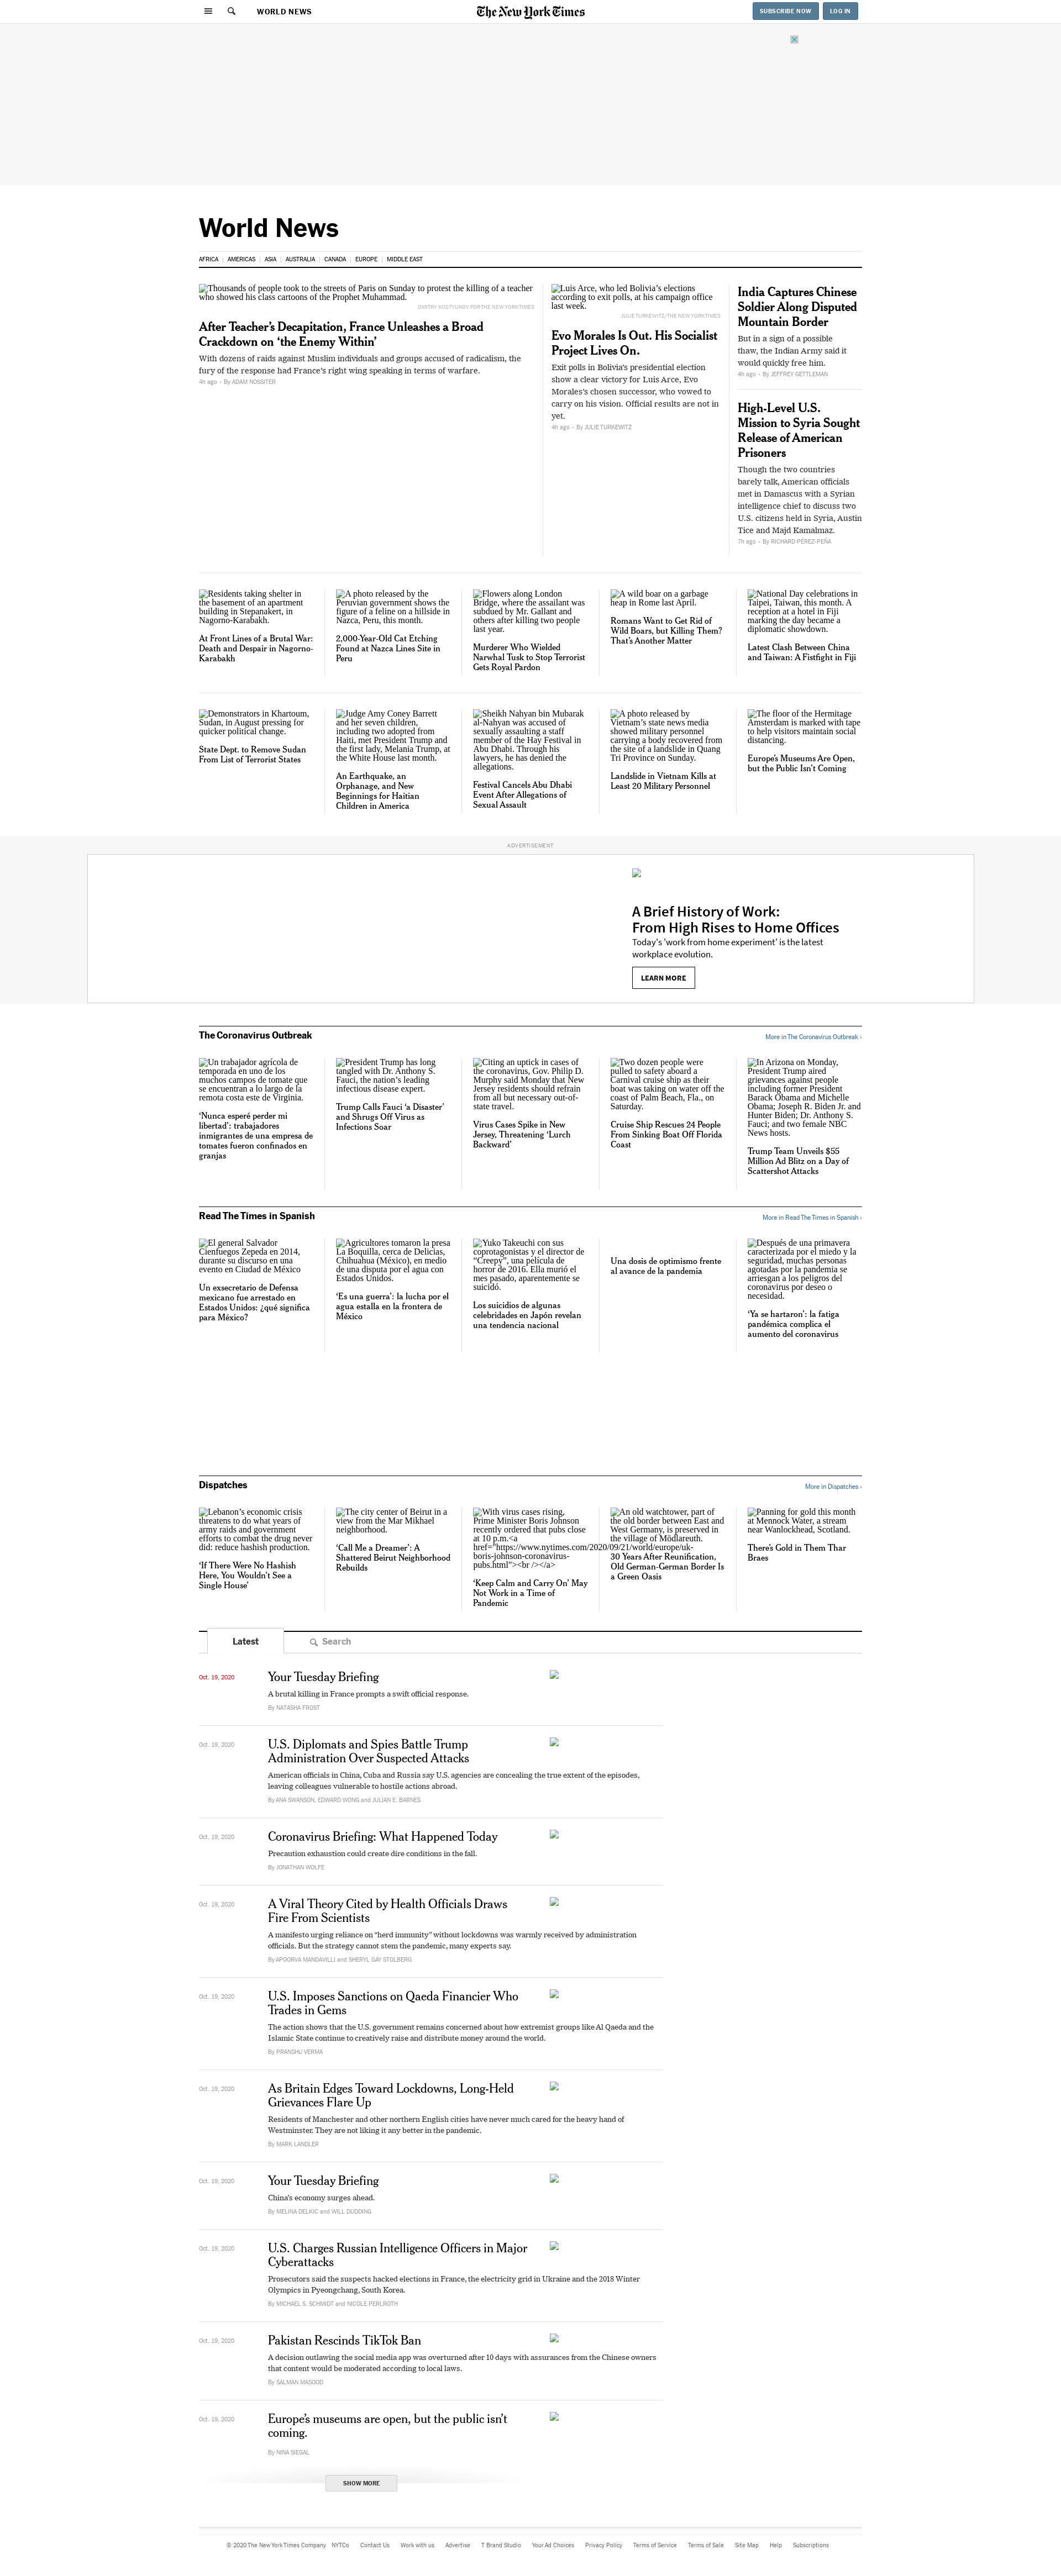 WORLD NEWS
The New York Times
SUBSCRIBE NOW
LOG IN
World News
AFRICA
AMERICAS
ASIA
AUSTRALIA
CANADA
EUROPE
MIDDLE EAST
Thousands of people took to the streets of Paris on Sunday to protest the killing of a teacher
who showed his class cartoons of the Prophet Muhammad.
DMITRY KOSTYUKOV FOR THE NEW YORK TIMES
After Teacher’s Decapitation, France Unleashes a Broad
Crackdown on ‘the Enemy Within’
With dozens of raids against Muslim individuals and groups accused of radicalism, the
fury of the response had France’s right wing speaking in terms of warfare.
4h ago · By ADAM NOSSITER
Luis Arce, who led Bolivia’s elections
according to exit polls, at his campaign office
last week.
JULIE TURKEWITZ/THE NEW YORK TIMES
Evo Morales Is Out. His Socialist
Project Lives On.
Exit polls in Bolivia’s presidential election
show a clear victory for Luis Arce, Evo
Morales’s chosen successor, who vowed to
carry on his vision. Official results are not in
yet.
4h ago · By JULIE TURKEWITZ
India Captures Chinese
Soldier Along Disputed
Mountain Border
But in a sign of a possible
thaw, the Indian Army said it
would quickly free him.
4h ago · By JEFFREY GETTLEMAN
High-Level U.S.
Mission to Syria Sought
Release of American
Prisoners
Though the two countries
barely talk, American officials
met in Damascus with a Syrian
intelligence chief to discuss two
U.S. citizens held in Syria, Austin
Tice and Majd Kamalmaz.
7h ago · By RICHARD PÉREZ-PEÑA
Residents taking shelter in
the basement of an apartment
building in Stepanakert, in
Nagorno-Karabakh.
At Front Lines of a Brutal War:
Death and Despair in Nagorno-
Karabakh
A photo released by the
Peruvian government shows the
figure of a feline on a hillside in
Nazca, Peru, this month.
2,000-Year-Old Cat Etching
Found at Nazca Lines Site in
Peru
Flowers along London
Bridge, where the assailant was
subdued by Mr. Gallant and
others after killing two people
last year.
Murderer Who Wielded
Narwhal Tusk to Stop Terrorist
Gets Royal Pardon
A wild boar on a garbage
heap in Rome last April.
Romans Want to Get Rid of
Wild Boars, but Killing Them?
That’s Another Matter
National Day celebrations in
Taipei, Taiwan, this month. A
reception at a hotel in Fiji
marking the day became a
diplomatic showdown.
Latest Clash Between China
and Taiwan: A Fistfight in Fiji
Demonstrators in Khartoum,
Sudan, in August pressing for
quicker political change.
State Dept. to Remove Sudan
From List of Terrorist States
Judge Amy Coney Barrett
and her seven children,
including two adopted from
Haiti, met President Trump and
the first lady, Melania Trump, at
the White House last month.
An Earthquake, an
Orphanage, and New
Beginnings for Haitian
Children in America
Sheikh Nahyan bin Mubarak
al-Nahyan was accused of
sexually assaulting a staff
member of the Hay Festival in
Abu Dhabi. Through his
lawyers, he has denied the
allegations.
Festival Cancels Abu Dhabi
Event After Allegations of
Sexual Assault
A photo released by
Vietnam’s state news media
showed military personnel
carrying a body recovered from
the site of a landslide in Quang
Tri Province on Sunday.
Landslide in Vietnam Kills at
Least 20 Military Personnel
The floor of the Hermitage
Amsterdam is marked with tape
to help visitors maintain social
distancing.
Europe’s Museums Are Open,
but the Public Isn’t Coming
ADVERTISEMENT
A Brief History of Work:
From High Rises to Home Offices
Today's 'work from home experiment' is the latest
workplace evolution.
LEARN MORE
The Coronavirus Outbreak
More in The Coronavirus Outbreak ›
Un trabajador agrícola de
temporada en uno de los
muchos campos de tomate que
se encuentran a lo largo de la
remota costa este de Virginia.
‘Nunca esperé perder mi
libertad’: trabajadores
inmigrantes de una empresa de
tomates fueron confinados en
granjas
President Trump has long
tangled with Dr. Anthony S.
Fauci, the nation’s leading
infectious disease expert.
Trump Calls Fauci ‘a Disaster’
and Shrugs Off Virus as
Infections Soar
Citing an uptick in cases of
the coronavirus, Gov. Philip D.
Murphy said Monday that New
Jersey residents should refrain
from all but necessary out-of-
state travel.
Virus Cases Spike in New
Jersey, Threatening ‘Lurch
Backward’
Two dozen people were
pulled to safety aboard a
Carnival cruise ship as their
boat was taking on water off the
coast of Palm Beach, Fla., on
Saturday.
Cruise Ship Rescues 24 People
From Sinking Boat Off Florida
Coast
In Arizona on Monday,
President Trump aired
grievances against people
including former President
Barack Obama and Michelle
Obama; Joseph R. Biden Jr. and
Hunter Biden; Dr. Anthony S.
Fauci; and two female NBC
News hosts.
Trump Team Unveils $55
Million Ad Blitz on a Day of
Scattershot Attacks
Read The Times in Spanish
More in Read The Times in Spanish ›
El general Salvador
Cienfuegos Zepeda en 2014,
durante su discurso en una
evento en Ciudad de México
Un exsecretario de Defensa
mexicano fue arrestado en
Estados Unidos: ¿qué significa
para México?
Agricultores tomaron la presa
La Boquilla, cerca de Delicias,
Chihuahua (México), en medio
de una disputa por el agua con
Estados Unidos.
‘Es una guerra’: la lucha por el
agua estalla en la frontera de
México
Yuko Takeuchi con sus
coprotagonistas y el director de
“Creepy”, una película de
horror de 2016. Ella murió el
mes pasado, aparentemente se
suicidó.
Los suicidios de algunas
celebridades en Japón revelan
una tendencia nacional
Una dosis de optimismo frente
al avance de la pandemia
Después de una primavera
caracterizada por el miedo y la
seguridad, muchas personas
agotadas por la pandemia se
arriesgan a los peligros del
coronavirus por deseo o
necesidad.
‘Ya se hartaron’: la fatiga
pandémica complica el
aumento del coronavirus
Dispatches
More in Dispatches ›
Lebanon’s economic crisis
threatens to do what years of
army raids and government
efforts to combat the drug never
did: reduce hashish production.
‘If There Were No Hashish
Here, You Wouldn’t See a
Single House’
The city center of Beirut in a
view from the Mar Mikhael
neighborhood.
‘Call Me a Dreamer’: A
Shattered Beirut Neighborhood
Rebuilds
With virus cases rising,
Prime Minister Boris Johnson
recently ordered that pubs close
at 10 p.m.<a
href="https://www.nytimes.com/2020/09/21/world/europe/uk-
boris-johnson-coronavirus-
pubs.html"><br /></a>
‘Keep Calm and Carry On’ May
Not Work in a Time of
Pandemic
An old watchtower, part of
the old border between East and
West Germany, is preserved in
the village of Mödlareuth.
30 Years After Reunification,
Old German-German Border Is
a Green Oasis
Panning for gold this month
at Mennock Water, a stream
near Wanlockhead, Scotland.
There’s Gold in Them Thar
Braes
Latest
Search
Oct. 19, 2020
Your Tuesday Briefing
A brutal killing in France prompts a swift official response.
By NATASHA FROST
Oct. 19, 2020
U.S. Diplomats and Spies Battle Trump
Administration Over Suspected Attacks
American officials in China, Cuba and Russia say U.S. agencies are concealing the true extent of the episodes,
leaving colleagues vulnerable to hostile actions abroad.
By ANA SWANSON, EDWARD WONG and JULIAN E. BARNES
Oct. 19, 2020
Coronavirus Briefing: What Happened Today
Precaution exhaustion could create dire conditions in the fall.
By JONATHAN WOLFE
Oct. 19, 2020
A Viral Theory Cited by Health Officials Draws
Fire From Scientists
A manifesto urging reliance on “herd immunity” without lockdowns was warmly received by administration
officials. But the strategy cannot stem the pandemic, many experts say.
By APOORVA MANDAVILLI and SHERYL GAY STOLBERG
Oct. 19, 2020
U.S. Imposes Sanctions on Qaeda Financier Who
Trades in Gems
The action shows that the U.S. government remains concerned about how extremist groups like Al Qaeda and the
Islamic State continue to creatively raise and distribute money around the world.
By PRANSHU VERMA
Oct. 19, 2020
As Britain Edges Toward Lockdowns, Long-Held
Grievances Flare Up
Residents of Manchester and other northern English cities have never much cared for the heavy hand of
Westminster. They are not liking it any better in the pandemic.
By MARK LANDLER
Oct. 19, 2020
Your Tuesday Briefing
China’s economy surges ahead.
By MELINA DELKIC and WILL DUDDING
Oct. 19, 2020
U.S. Charges Russian Intelligence Officers in Major
Cyberattacks
Prosecutors said the suspects hacked elections in France, the electricity grid in Ukraine and the 2018 Winter
Olympics in Pyeongchang, South Korea.
By MICHAEL S. SCHMIDT and NICOLE PERLROTH
Oct. 19, 2020
Pakistan Rescinds TikTok Ban
A decision outlawing the social media app was overturned after 10 days with assurances from the Chinese owners
that content would be moderated according to local laws.
By SALMAN MASOOD
Oct. 19, 2020
Europe’s museums are open, but the public isn’t
coming.
By NINA SIEGAL
SHOW MORE
© 2020 The New York Times Company
NYTCo
Contact Us
Work with us
Advertise
T Brand Studio
Your Ad Choices
Privacy Policy
Terms of Service
Terms of Sale
Site Map
Help
Subscriptions